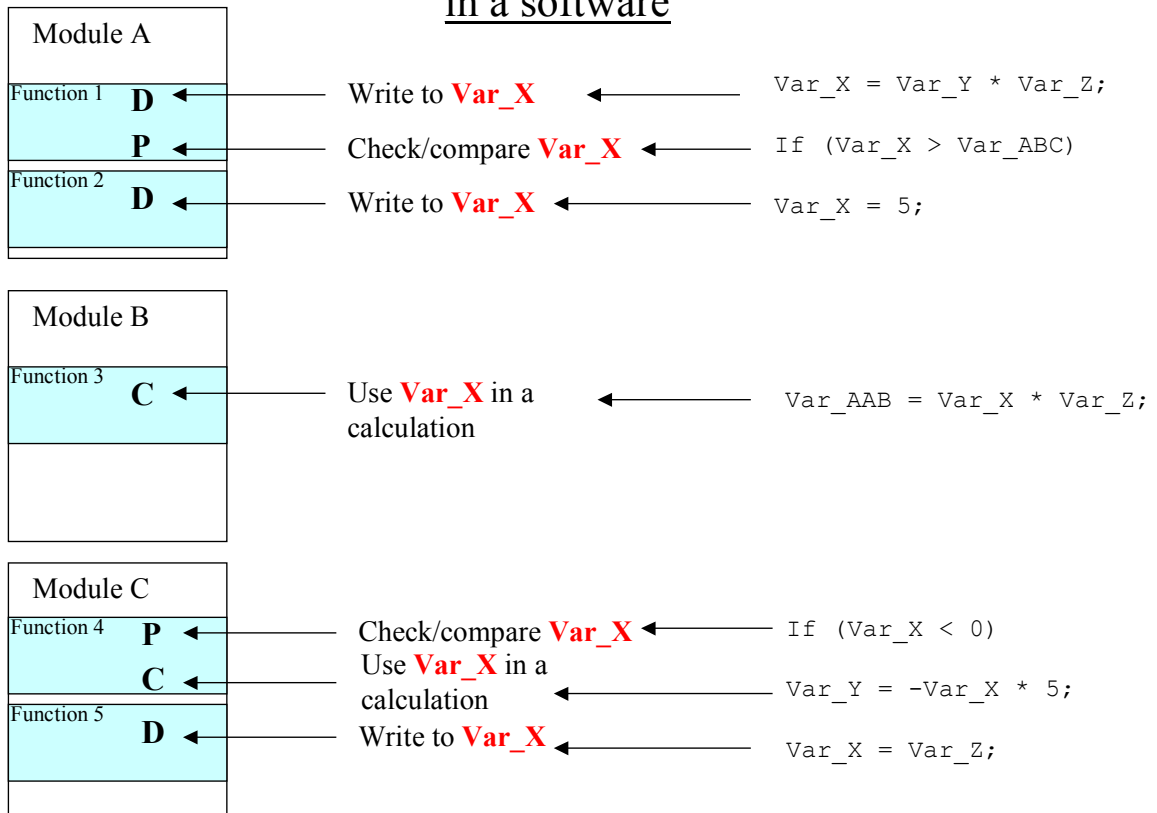 in a software
Module A
Function 1 D Write to Var_X Var_X = Var_Y * Var_Z;
P Check/compare Var_X If (Var_X > Var_ABC)
Function 2 D Write to Var_X Var_X = 5;
Module B
Function 3 C Use Var_X in a calculation Var_AAB = Var_X * Var_Z;
Module C
Function 4 P Check/compare Var_X If (Var_X < 0)
C Use Var_X in a calculation Var_Y = -Var_X * 5;
Function 5 D Write to Var_X Var_X = Var_Z;